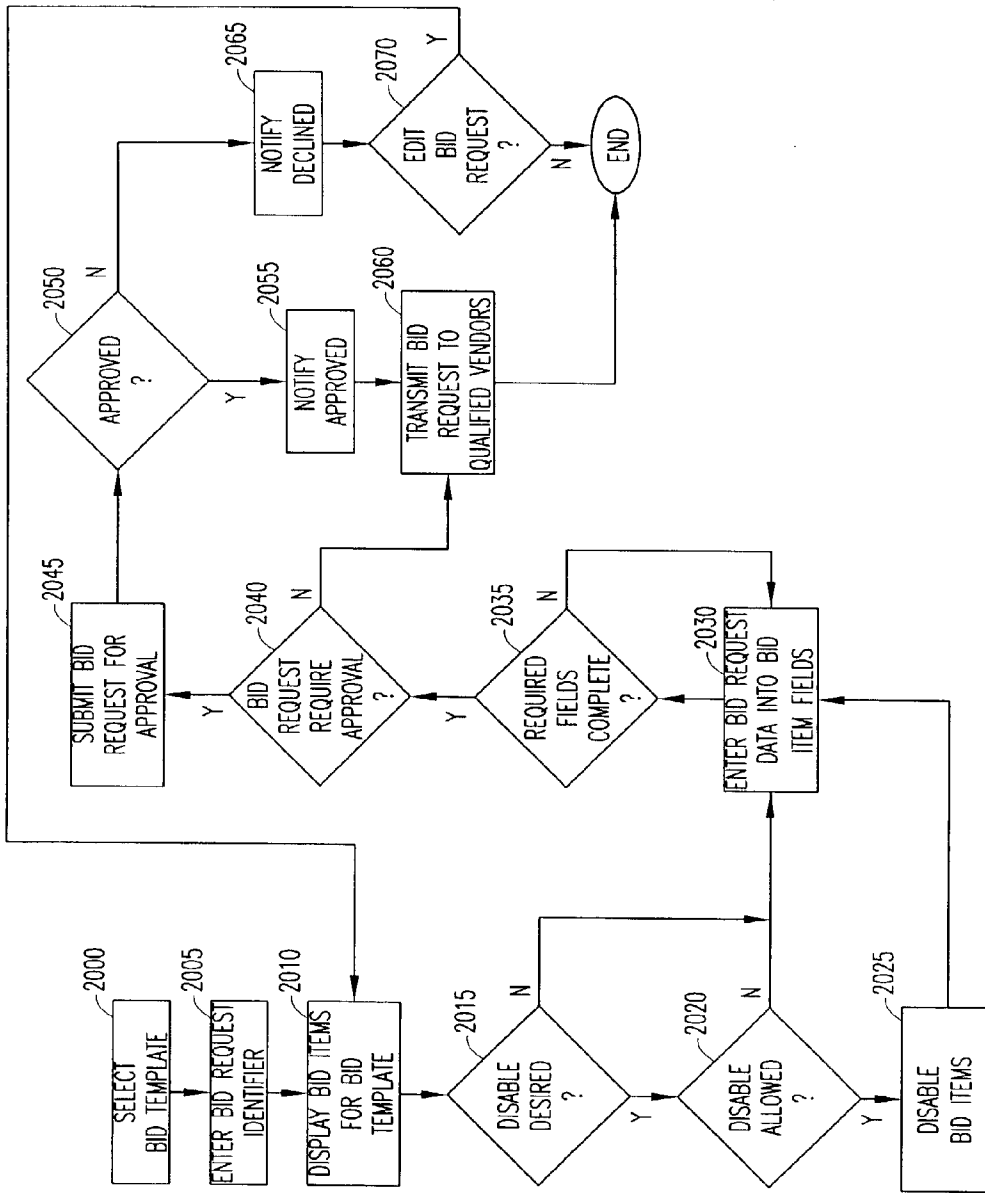 2000
SELECT
BID TEMPLATE
2005
ENTER BID REQUEST
IDENTIFIER
2010
DISPLAY BID ITEMS
FOR BID
TEMPLATE
2015
DISABLE
DESIRED
?
N
Y
2020
DISABLE
ALLOWED
?
N
Y
2025
DISABLE
BID ITEMS
2030
ENTER BID REQUEST
DATA INTO BID
ITEM FIELDS
2035
REQUIRED
FIELDS
COMPLETE
?
N
Y
2040
BID
REQUEST
REQUIRE
APPROVAL
?
N
Y
2045
SUBMIT BID
REQUEST FOR
APPROVAL
2050
APPROVED
?
N
Y
2055
NOTIFY
APPROVED
2060
TRANSMIT BID
REQUEST TO
QUALIFIED VENDORS
2065
NOTIFY
DECLINED
2070
EDIT
BID
REQUEST
?
Y
N
END